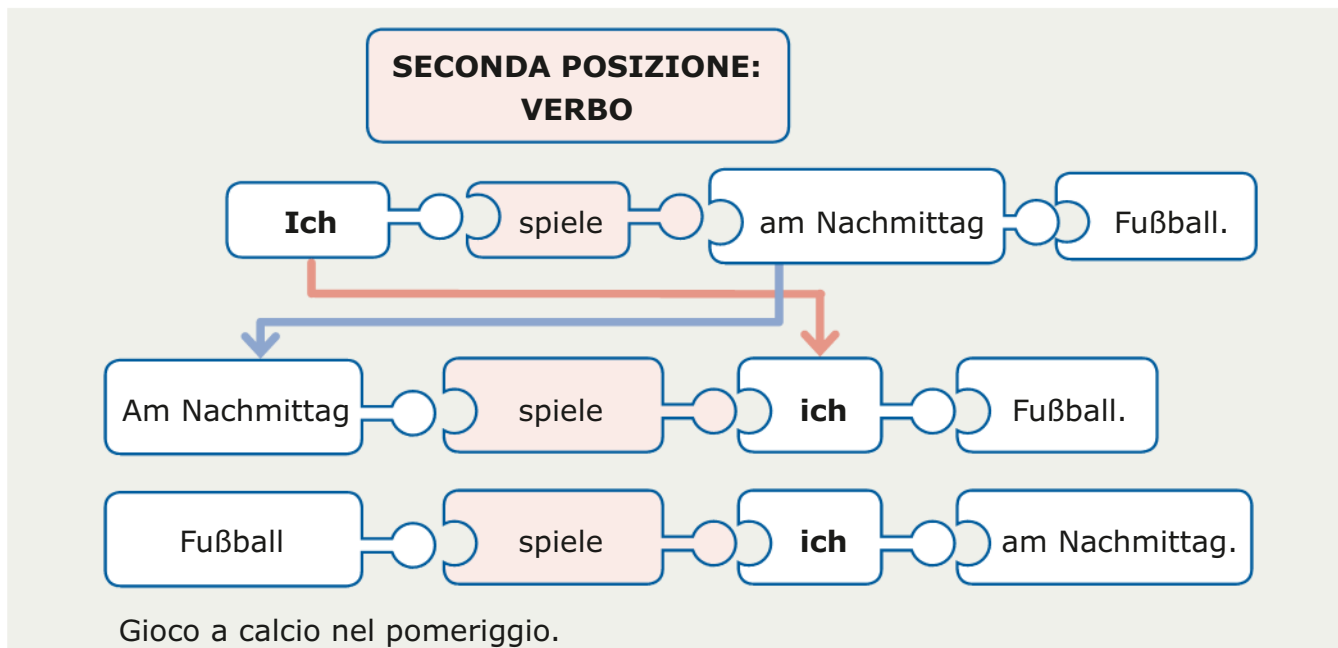 SECONDA POSIZIONE:
VERBO
Ich spiele am Nachmittag Fußball.
Am Nachmittag spiele ich Fußball.
Fußball spiele ich am Nachmittag.
Gioco a calcio nel pomeriggio.